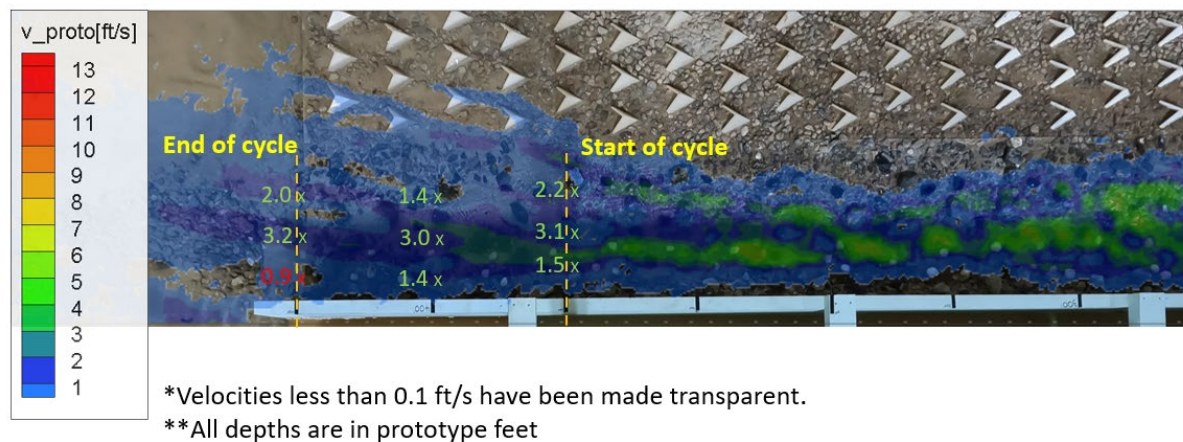 v_proto[ft/s]
13
12
11
10
9
8
7
6
5
4
3
2
1
End of cycle
Start of cycle
2.0 x
1.4 x
2.2 x
3.2 x
3.0 x
3.1 x
0.9 x
1.4 x
1.5 x
*Velocities less than 0.1 ft/s have been made transparent.
**All depths are in prototype feet